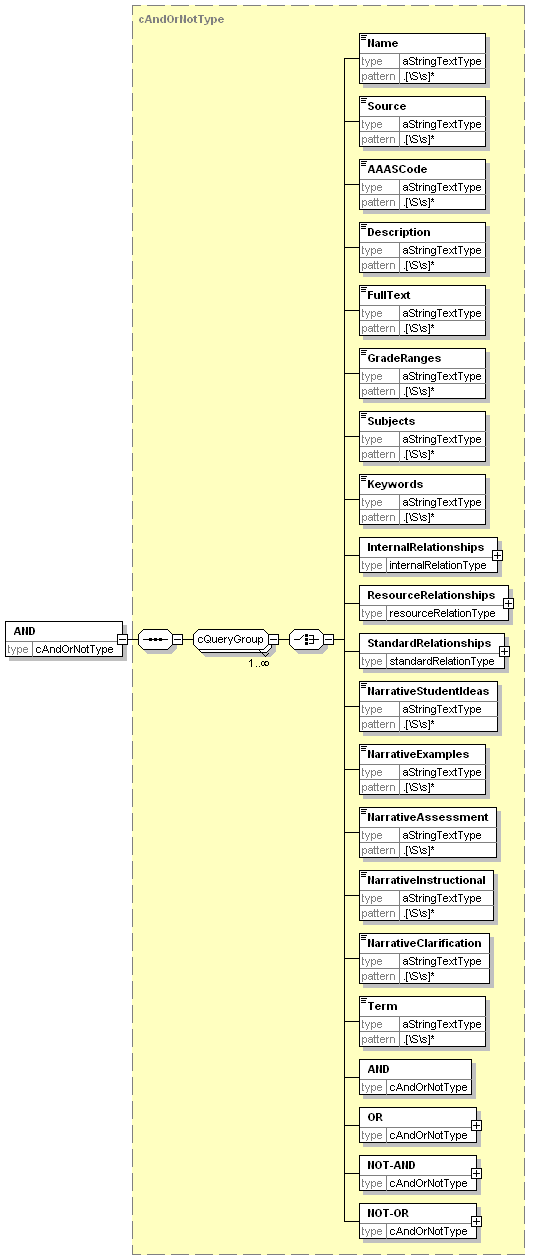 cAndOrNotType
Name
type aStringTextType
pattern .[\S\s]*
Source
type aStringTextType
pattern .[\S\s]*
AAASCode
type aStringTextType
pattern .[\S\s]*
Description
type aStringTextType
pattern .[\S\s]*
FullText
type aStringTextType
pattern .[\S\s]*
GradeRanges
type aStringTextType
pattern .[\S\s]*
Subjects
type aStringTextType
pattern .[\S\s]*
Keywords
type aStringTextType
pattern .[\S\s]*
InternalRelationships
type internalRelationType
ResourceRelationships
type resourceRelationType
AND
type cAndOrNotType
cQueryGroup
1..∞
StandardRelationships
type standardRelationType
NarrativeStudentIdeas
type aStringTextType
pattern .[\S\s]*
NarrativeExamples
type aStringTextType
pattern .[\S\s]*
NarrativeAssessment
type aStringTextType
pattern .[\S\s]*
NarrativeInstructional
type aStringTextType
pattern .[\S\s]*
NarrativeClarification
type aStringTextType
pattern .[\S\s]*
Term
type aStringTextType
pattern .[\S\s]*
AND
type cAndOrNotType
OR
type cAndOrNotType
NOT-AND
type cAndOrNotType
NOT-OR
type cAndOrNotType